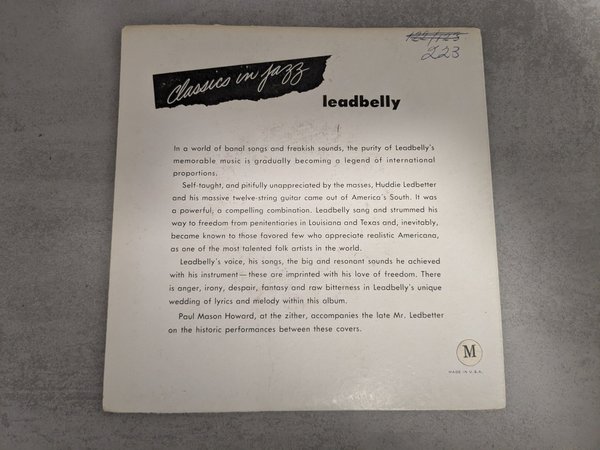 122/123
223
Classics in jazz
leadbelly
In a world of banal songs and freakish sounds, the purity of Leadbelly's
memorable music is gradually becoming a legend of international
proportions.
Self-taught, and pitifully unappreciated by the masses, Huddie Ledbetter
and his massive twelve-string guitar came out of America's South. It was
a powerful, a compelling combination. Leadbelly sang and strummed his
way to freedom from penitentiaries in Louisiana and Texas and, inevitably,
became known to those favored few who appreciate realistic Americana,
as one of the most talented folk artists in the world.
Leadbelly's voice, his songs, the big and resonant sounds he achieved
with his instrument—these are imprinted with his love of freedom. There
is anger, irony, despair, fantasy and raw bitterness in Leadbelly's unique
wedding of lyrics and melody within this album.
Paul Mason Howard, at the zither, accompanies the late Mr. Ledbetter
on the historic performances between these covers.
M
MADE IN U.S.A.